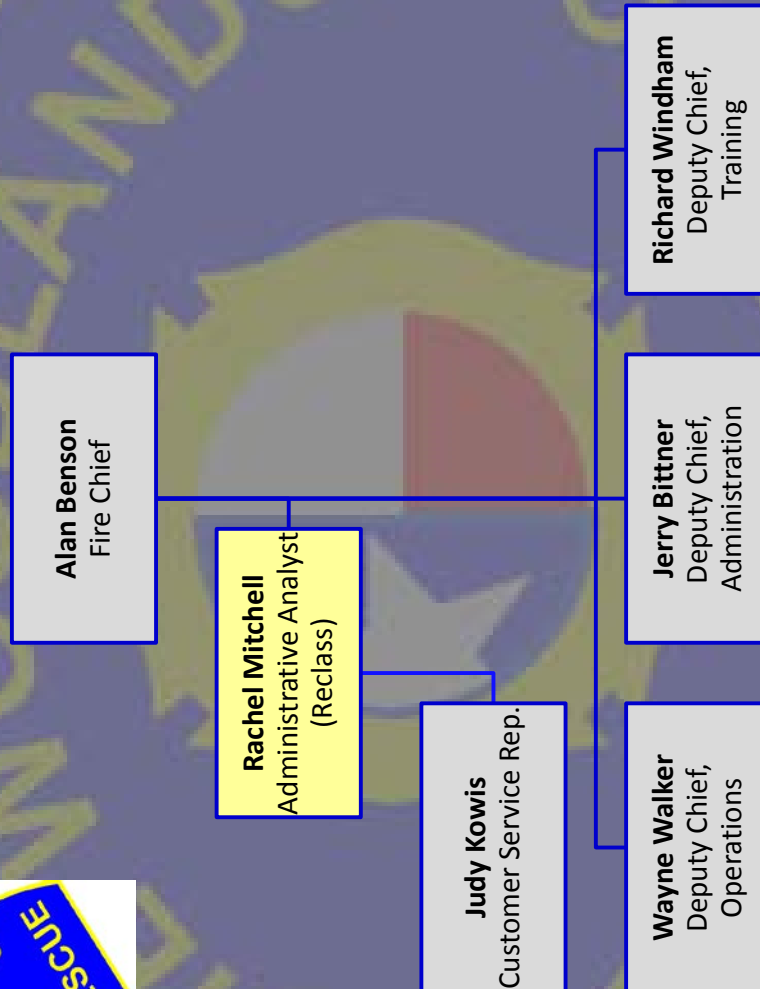 Alan Benson
Fire Chief
Rachel Mitchell
Administrative Analyst
(Reclass)
Judy Kowis
Customer Service Rep.
Wayne Walker
Deputy Chief,
Operations
Jerry Bittner
Deputy Chief,
Administration
Richard Windham
Deputy Chief,
Training